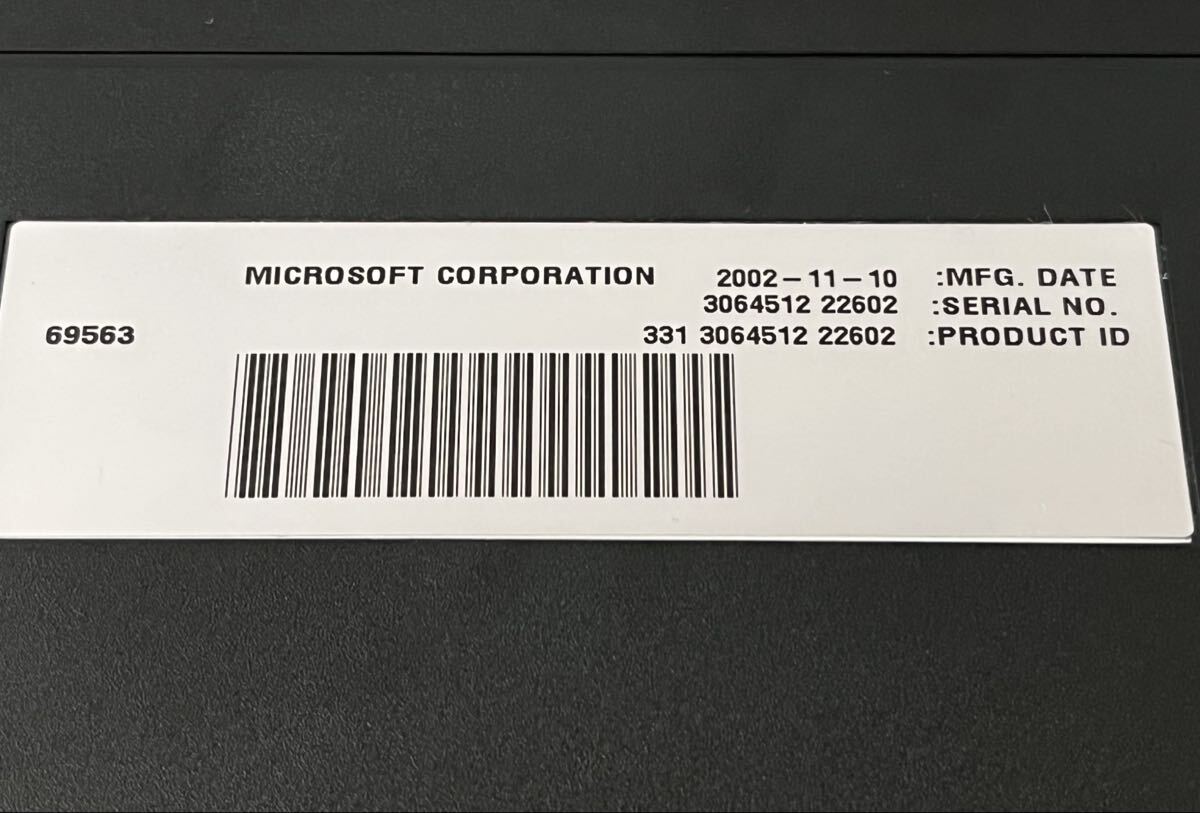 MICROSOFT CORPORATION 2002-11-10 :MFG. DATE
3064512 22602 :SERIAL NO.
69563 331 3064512 22602 :PRODUCT ID